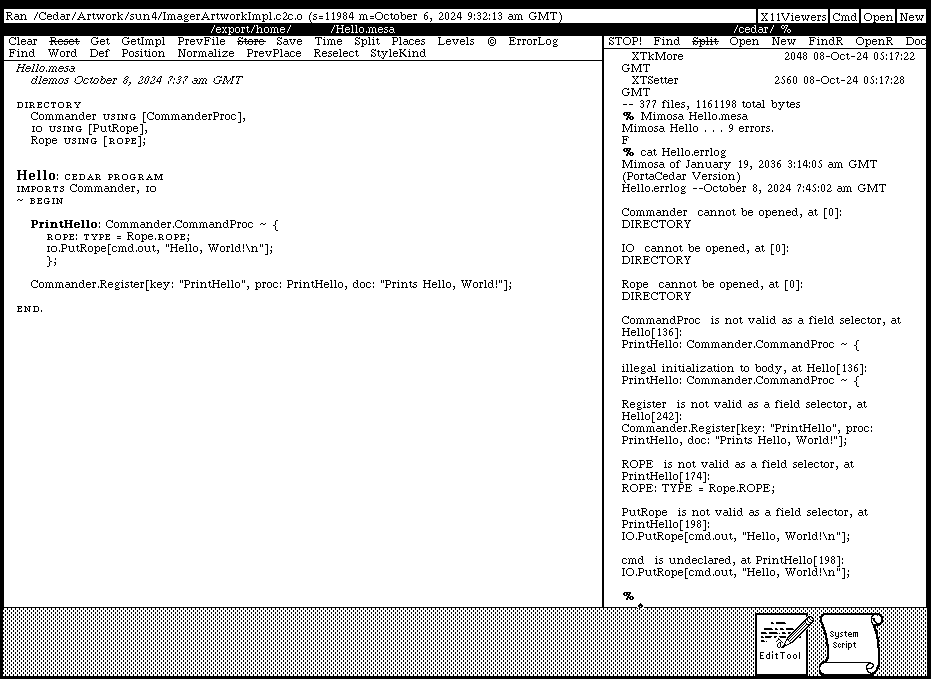 Ran /Cedar/Artwork/sun4/ImagerArtworkImpl.c2c.o (s=11984 m=October 6, 2024 9:32:13 am GMT) X11Viewers Cmd Open New
/export/home/ /Hello.mesa
Clear Reset Get GetImpl PrevFile Store Save Time Split Places Levels © ErrorLog
Find Word Def Position Normalize PrevPlace Reselect StyleKind
Hello.mesa
dlemos October 8, 2024 7:37 am GMT
DIRECTORY
Commander USING [CommanderProc],
IO USING [PutRope],
Rope USING [ROPE];
Hello: CEDAR PROGRAM
IMPORTS Commander, IO
~ BEGIN
PrintHello: Commander.CommandProc ~ {
ROPE: TYPE = Rope.ROPE;
IO.PutRope[cmd.out, "Hello, World!\n"];
};
Commander.Register[key: "PrintHello", proc: PrintHello, doc: "Prints Hello, World!"];
END.
/cedar/ %
STOP! Find Split Open New FindR OpenR Doc
XTkMore 2048 08-Oct-24 05:17:22
GMT
XTSetter 2560 08-Oct-24 05:17:28
GMT
-- 377 files, 1161198 total bytes
% Mimosa Hello.mesa
Mimosa Hello . . . 9 errors.
F
% cat Hello.errlog
Mimosa of January 19, 2036 3:14:05 am GMT
(PortaCedar Version)
Hello.errlog --October 8, 2024 7:45:02 am GMT
Commander cannot be opened, at [0]:
DIRECTORY
IO cannot be opened, at [0]:
DIRECTORY
Rope cannot be opened, at [0]:
DIRECTORY
CommandProc is not valid as a field selector, at
Hello[136]:
PrintHello: Commander.CommandProc ~ {
illegal initialization to body, at Hello[136]:
PrintHello: Commander.CommandProc ~ {
Register is not valid as a field selector, at
Hello[242]:
Commander.Register[key: "PrintHello", proc:
PrintHello, doc: "Prints Hello, World!"];
ROPE is not valid as a field selector, at
PrintHello[174]:
ROPE: TYPE = Rope.ROPE;
PutRope is not valid as a field selector, at
PrintHello[198]:
IO.PutRope[cmd.out, "Hello, World!\n"];
cmd is undeclared, at PrintHello[198]:
IO.PutRope[cmd.out, "Hello, World!\n"];
%
EditTool
System
Script